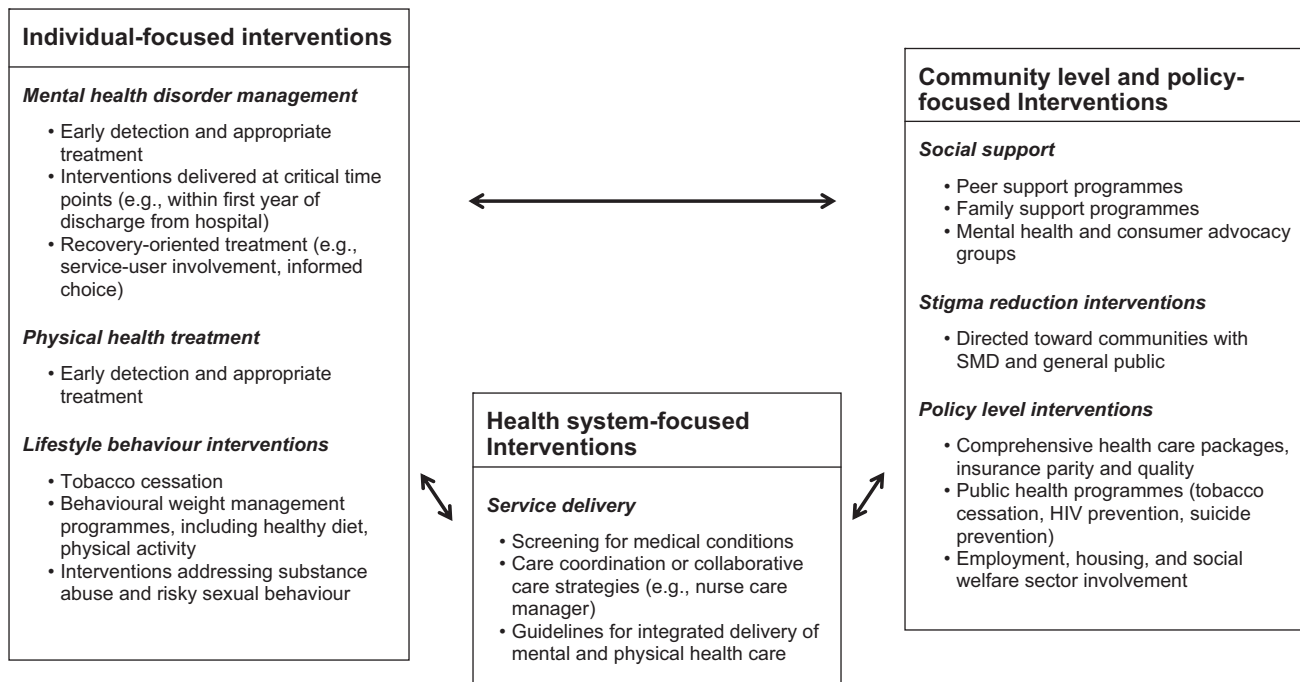 Individual-focused interventions
Mental health disorder management
• Early detection and appropriate
treatment
• Interventions delivered at critical time
points (e.g., within first year of
discharge from hospital)
• Recovery-oriented treatment (e.g.,
service-user involvement, informed
choice)
Physical health treatment
• Early detection and appropriate
treatment
Lifestyle behaviour interventions
• Tobacco cessation
• Behavioural weight management
programmes, including healthy diet,
physical activity
• Interventions addressing substance
abuse and risky sexual behaviour
Health system-focused
Interventions
Service delivery
• Screening for medical conditions
• Care coordination or collaborative
care strategies (e.g., nurse care
manager)
• Guidelines for integrated delivery of
mental and physical health care
Community level and policy-
focused Interventions
Social support
• Peer support programmes
• Family support programmes
• Mental health and consumer advocacy
groups
Stigma reduction interventions
• Directed toward communities with
SMD and general public
Policy level interventions
• Comprehensive health care packages,
insurance parity and quality
• Public health programmes (tobacco
cessation, HIV prevention, suicide
prevention)
• Employment, housing, and social
welfare sector involvement